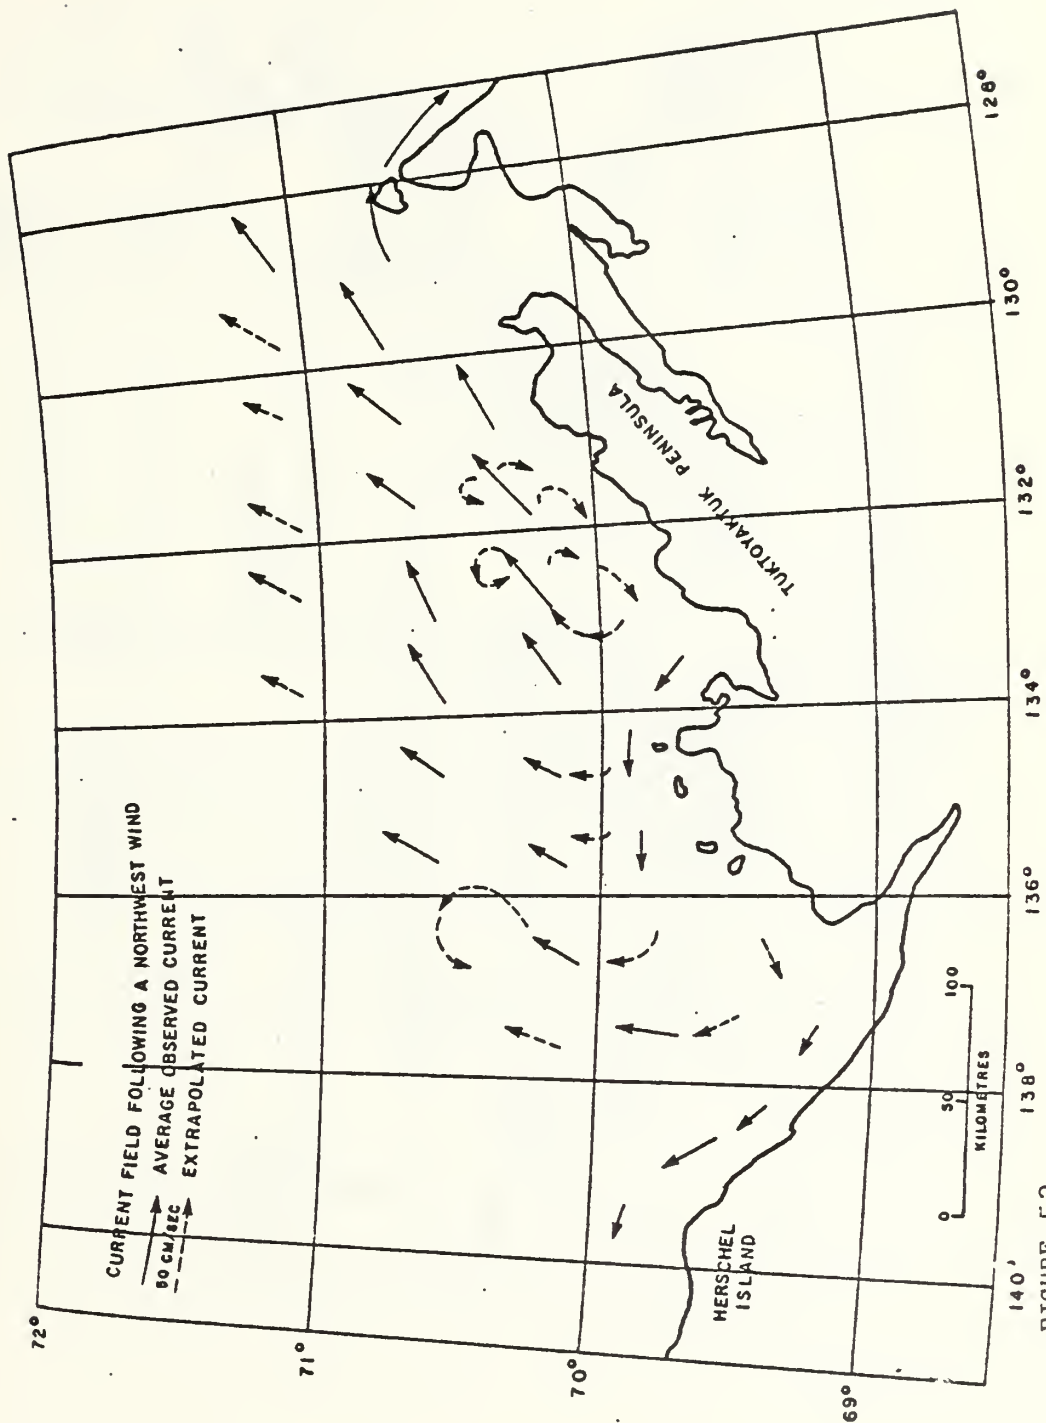 CURRENT FIELD FOLLOWING A NORTHWEST WIND
AVERAGE OBSERVED CURRENT
50 CM/SEC
EXTRAPOLATED CURRENT
72°
71°
70°
69°
TUKTOYAKTUK PENINSULA
HERSCHEL
ISLAND
0 50 100
KILOMETRES
140° 138° 136° 134° 132° 130° 128°